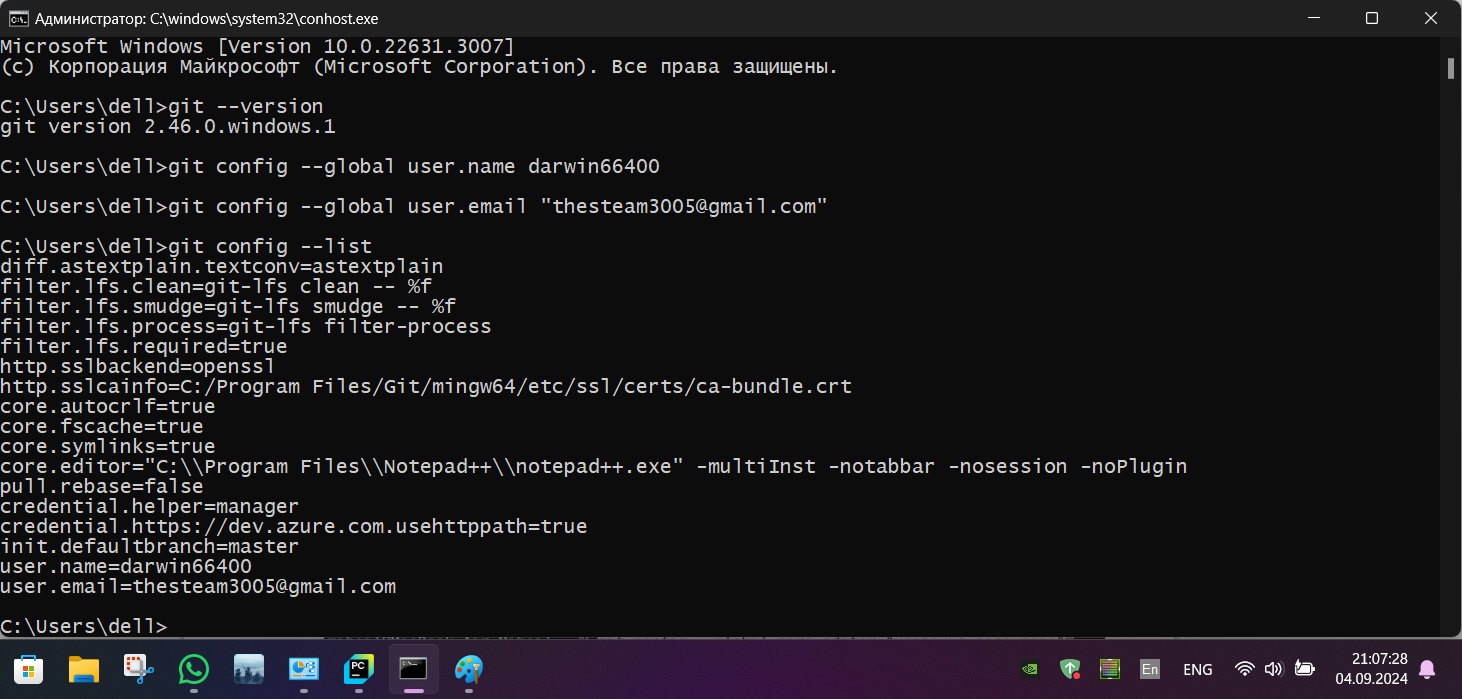 Администратор: C:\windows\system32\conhost.exe
Microsoft Windows [Version 10.0.22631.3007]
(c) Корпорация Майкрософт (Microsoft Corporation). Все права защищены.
C:\Users\dell>git --version
git version 2.46.0.windows.1
C:\Users\dell>git config --global user.name darwin66400
C:\Users\dell>git config --global user.email "thesteam3005@gmail.com"
C:\Users\dell>git config --list
diff.astextplain.textconv=astextplain
filter.lfs.clean=git-lfs clean -- %f
filter.lfs.smudge=git-lfs smudge -- %f
filter.lfs.process=git-lfs filter-process
filter.lfs.required=true
http.sslbackend=openssl
http.sslcainfo=C:/Program Files/Git/mingw64/etc/ssl/certs/ca-bundle.crt
core.autocrlf=true
core.fscache=true
core.symlinks=true
core.editor="C:\\Program Files\\Notepad++\\notepad++.exe" -multiInst -notabbar -nosession -noPlugin
pull.rebase=false
credential.helper=manager
credential.https://dev.azure.com.usehttppath=true
init.defaultbranch=master
user.name=darwin66400
user.email=thesteam3005@gmail.com
C:\Users\dell>
PC
En
ENG
21:07:28
04.09.2024